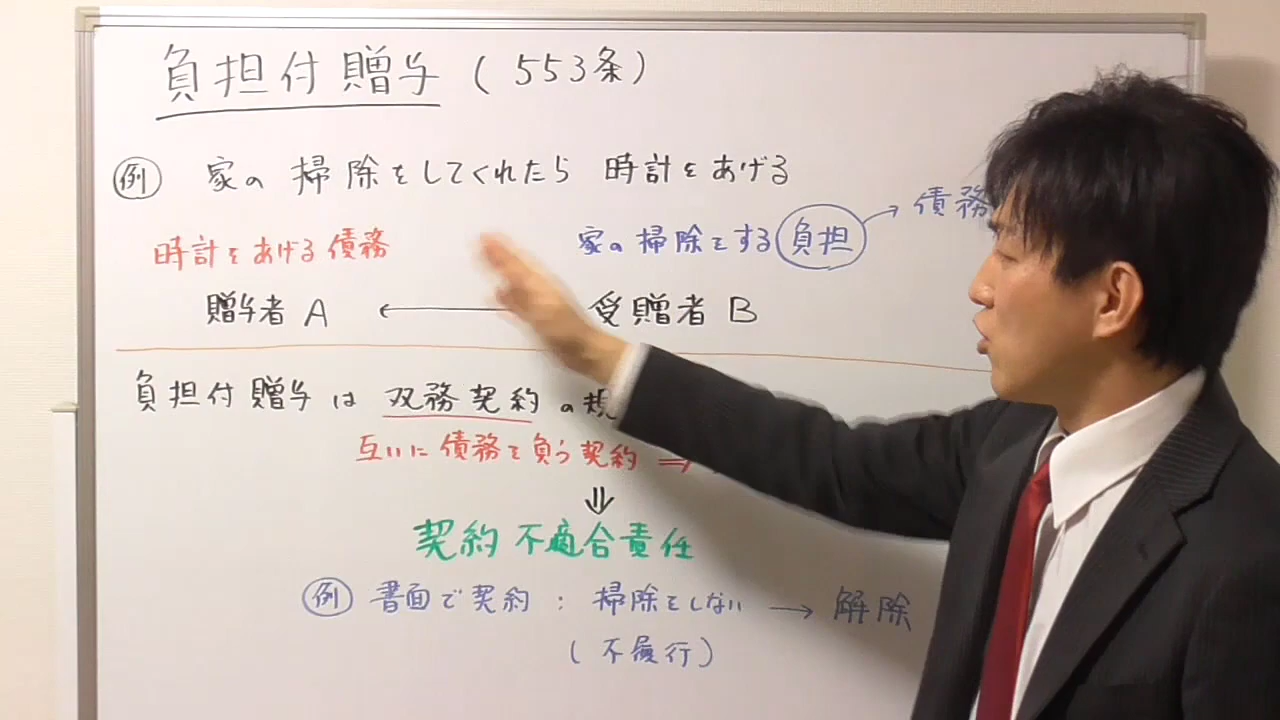 負担付贈与(553条)
例 家の掃除をしてくれたら 時計をあげる
時計をあげる債務 家の掃除をする負担 → 債務
贈与者A ← 受贈者B
負担付贈与は 双務契約の規
互いに債務を負う契約 ⇒
⇓
契約不適合責任
例 書面で契約 : 掃除をしない → 解除
(不履行)